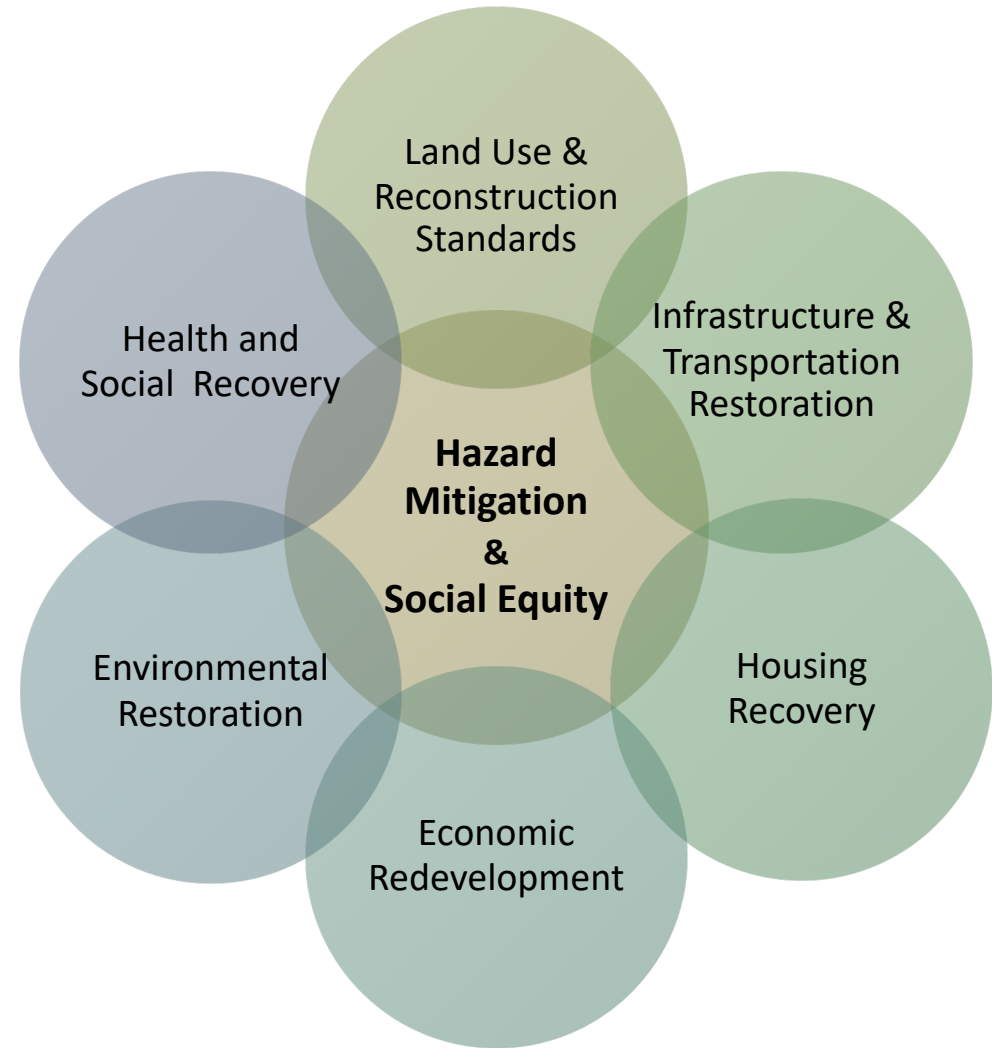 Land Use &
Reconstruction
Standards
Infrastructure &
Transportation
Restoration
Housing
Recovery
Economic
Redevelopment
Environmental
Restoration
Health and
Social  Recovery
Hazard
Mitigation
&
Social Equity